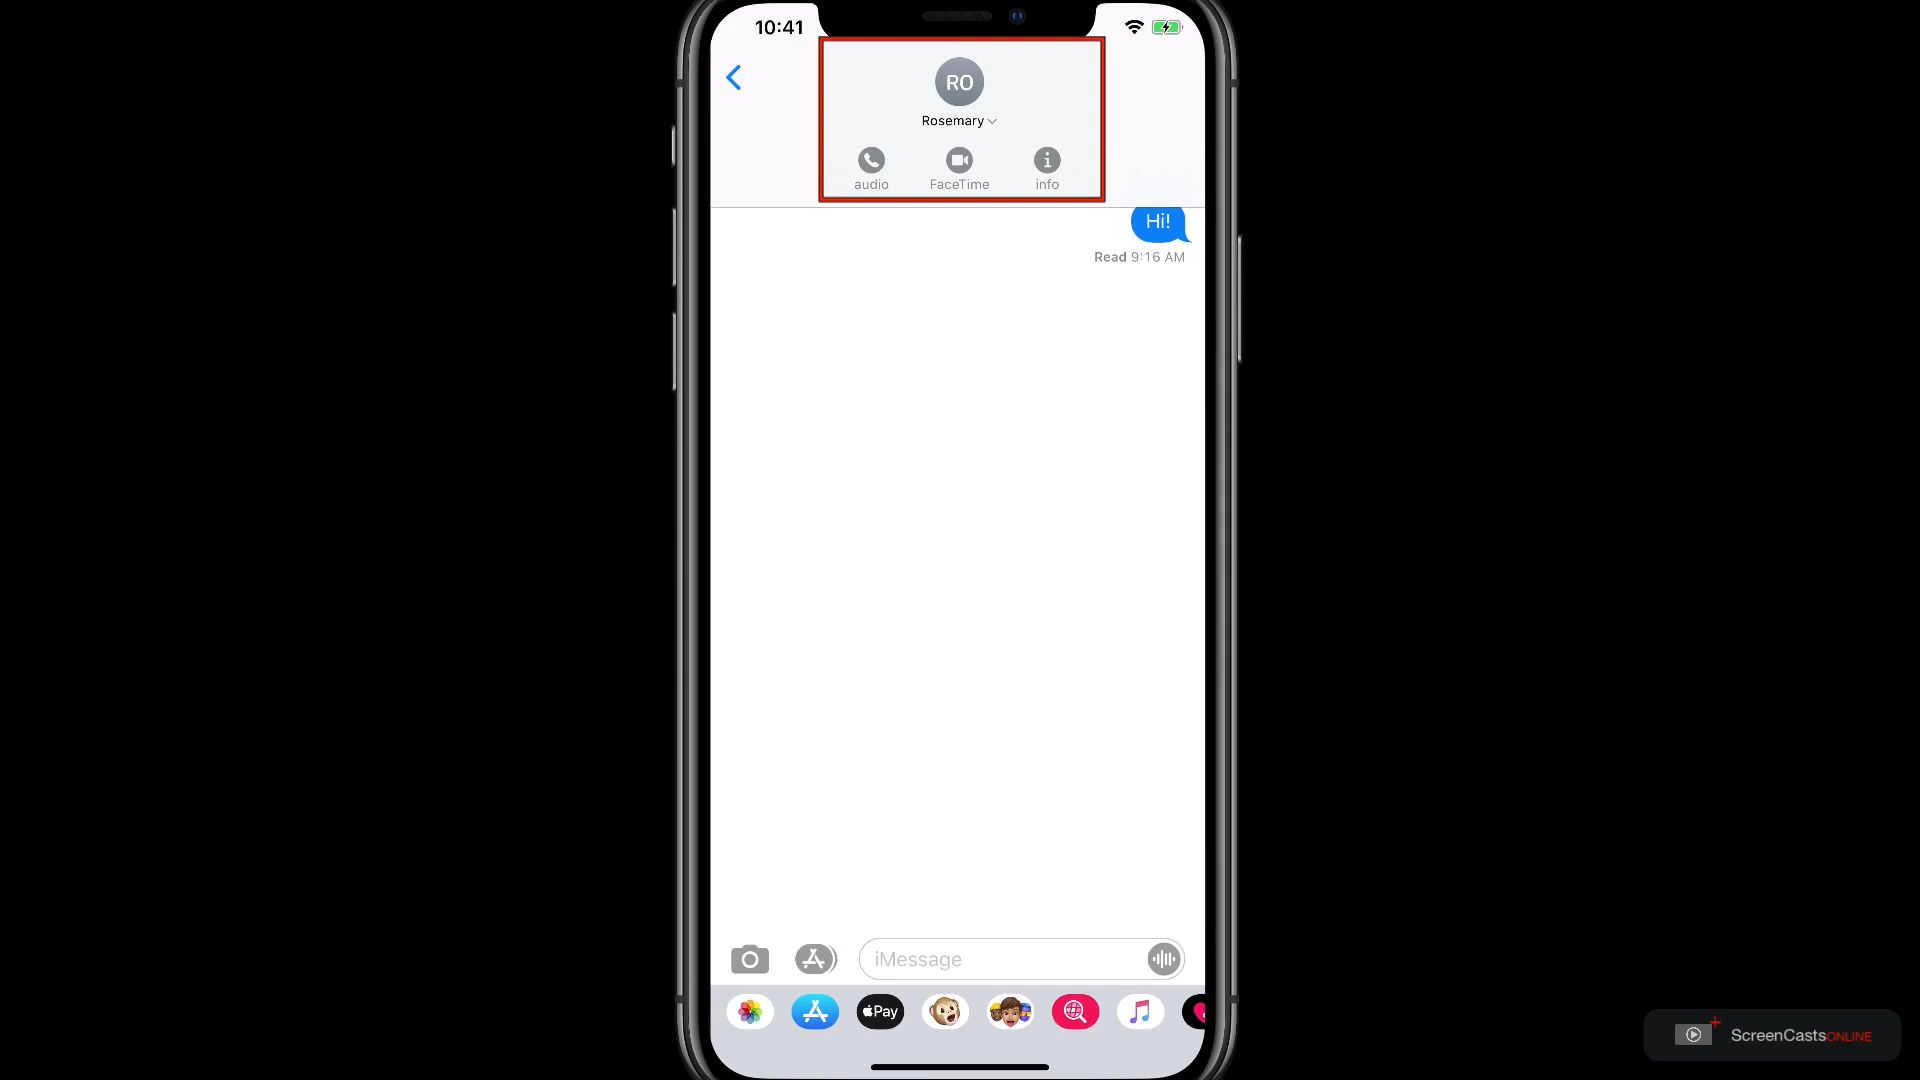 10:41
RO
Rosemary
audio FaceTime info
Hi!
Read 9:16 AM
iMessage
Pay
ScreenCastsONLINE